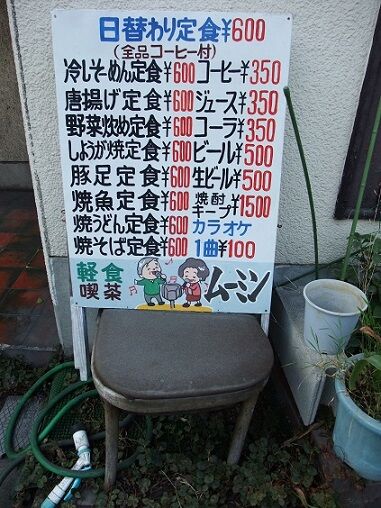 日替わり定食¥600
(全品コーヒー付)
冷しそめん定食¥600 コーヒー¥350
唐揚げ定食¥600 ジュース¥350
野菜炒め定食¥600 コーラ¥350
しょうが焼定食¥600 ビール¥500
豚足定食¥600 生ビール¥500
焼魚定食¥600 焼酎キープ¥1500
焼うどん定食¥600 カラオケ
焼そば定食¥600 1曲¥100
軽食
喫茶 ムーミン